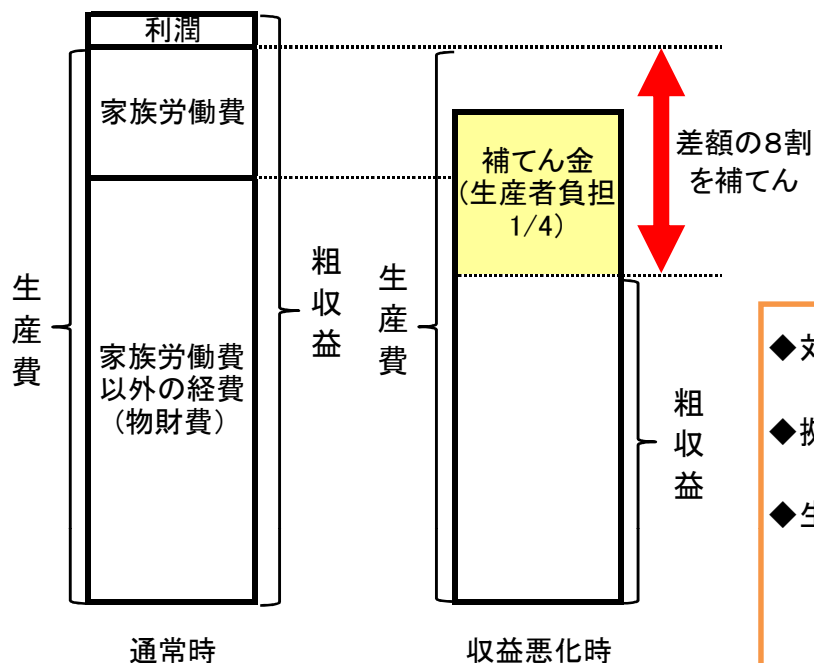 利潤
家族労働費
家族労働費
以外の経費
(物財費)
生産費
粗収益
通常時
補てん金
(生産者負担
1/4)
生産費
粗収益
収益悪化時
差額の8割
を補てん
◆対
◆拠
◆生